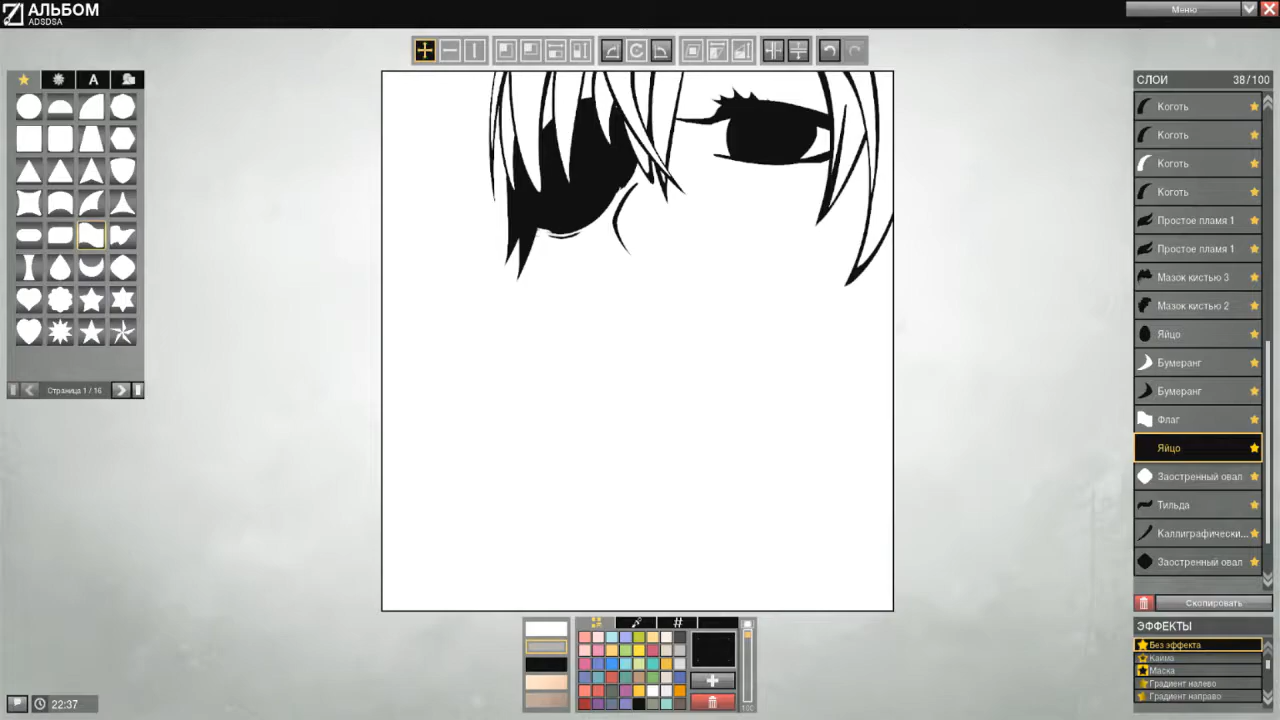 АЛЬБОМ
ADSDSA
Меню
A
Страница 1 / 16
СЛОИ 38/100
Коготь
Коготь
Коготь
Коготь
Простое пламя 1
Простое пламя 1
Мазок кистью 3
Мазок кистью 2
Яйцо
Бумеранг
Бумеранг
Флаг
Яйцо
Заостренный овал
Тильда
Каллиграфически...
Заостренный овал
Скопировать
ЭФФЕКТЫ
Без эффекта
Кайма
Маска
Градиент налево
Градиент направо
#
100
22:37